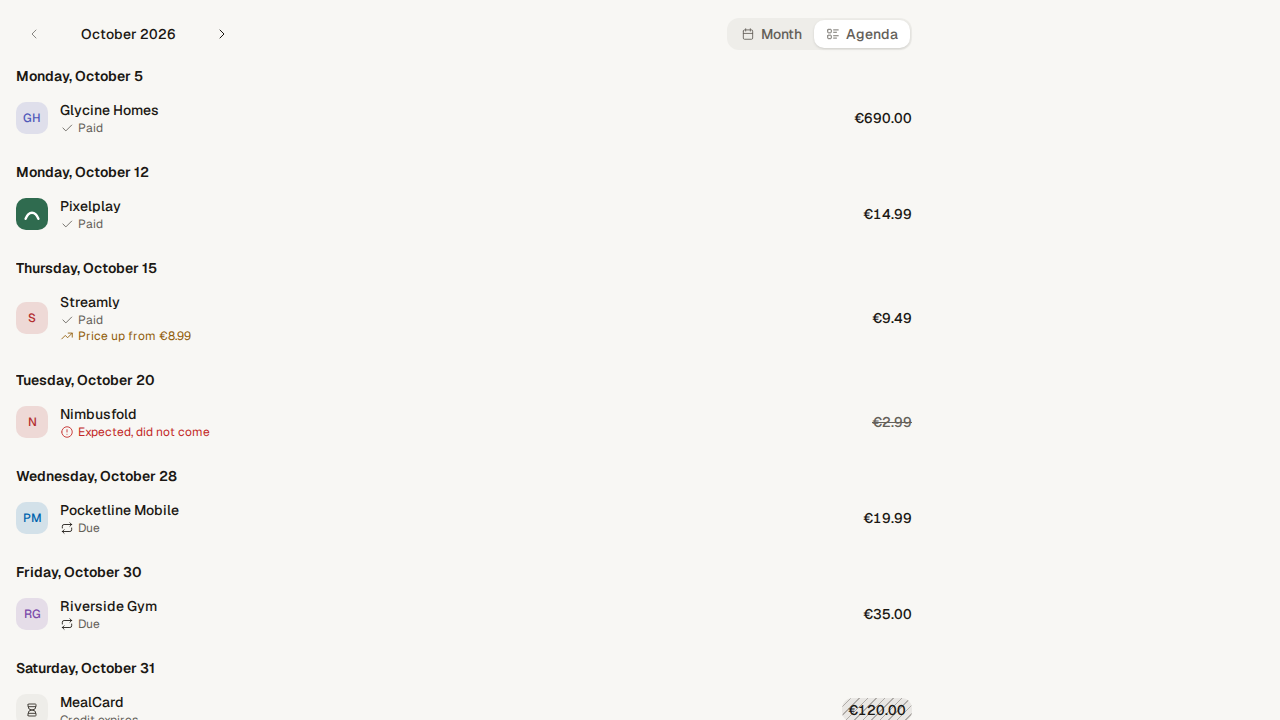 October 2026
Month
Agenda
Monday, October 5
GH
Glycine Homes
Paid
€690.00
Monday, October 12
Pixelplay
Paid
€14.99
Thursday, October 15
S
Streamly
Paid
Price up from €8.99
€9.49
Tuesday, October 20
N
Nimbusfold
Expected, did not come
€2.99
Wednesday, October 28
PM
Pocketline Mobile
Due
€19.99
Friday, October 30
RG
Riverside Gym
Due
€35.00
Saturday, October 31
MealCard
Credit expires
€120.00